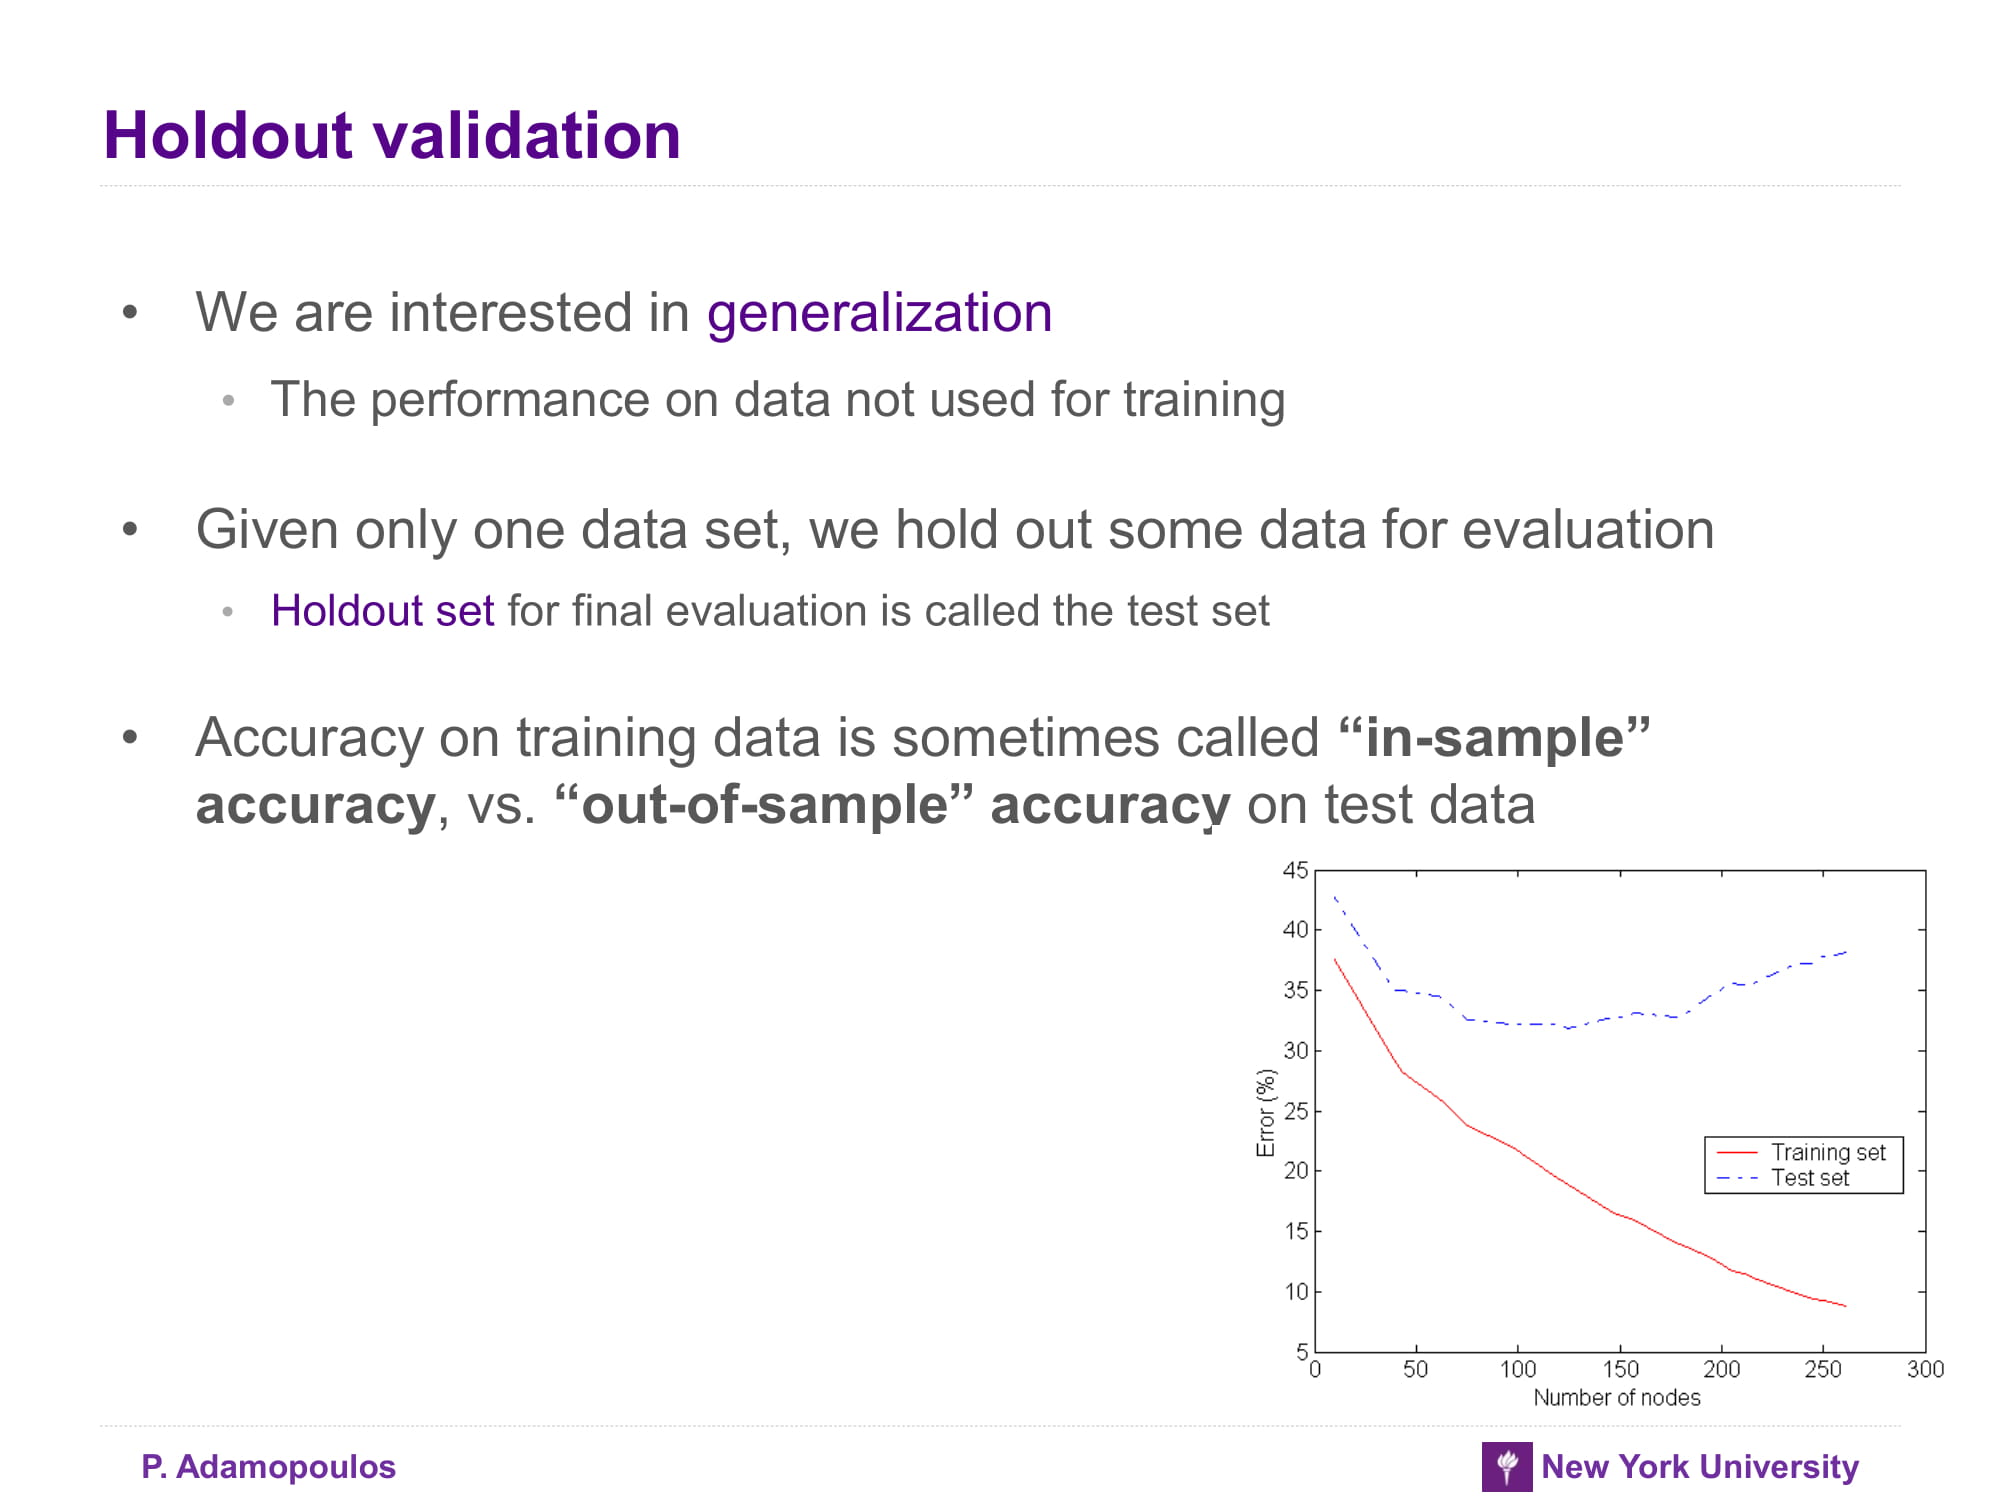 Holdout validation
• We are interested in generalization
• The performance on data not used for training
• Given only one data set, we hold out some data for evaluation
• Holdout set for final evaluation is called the test set
• Accuracy on training data is sometimes called “in-sample”
accuracy, vs. “out-of-sample” accuracy on test data
45
40
35
30
25
20
15
10
5
Error (%)
Training set
Test set
0 50 100 150 200 250 300
Number of nodes
P. Adamopoulos
New York University